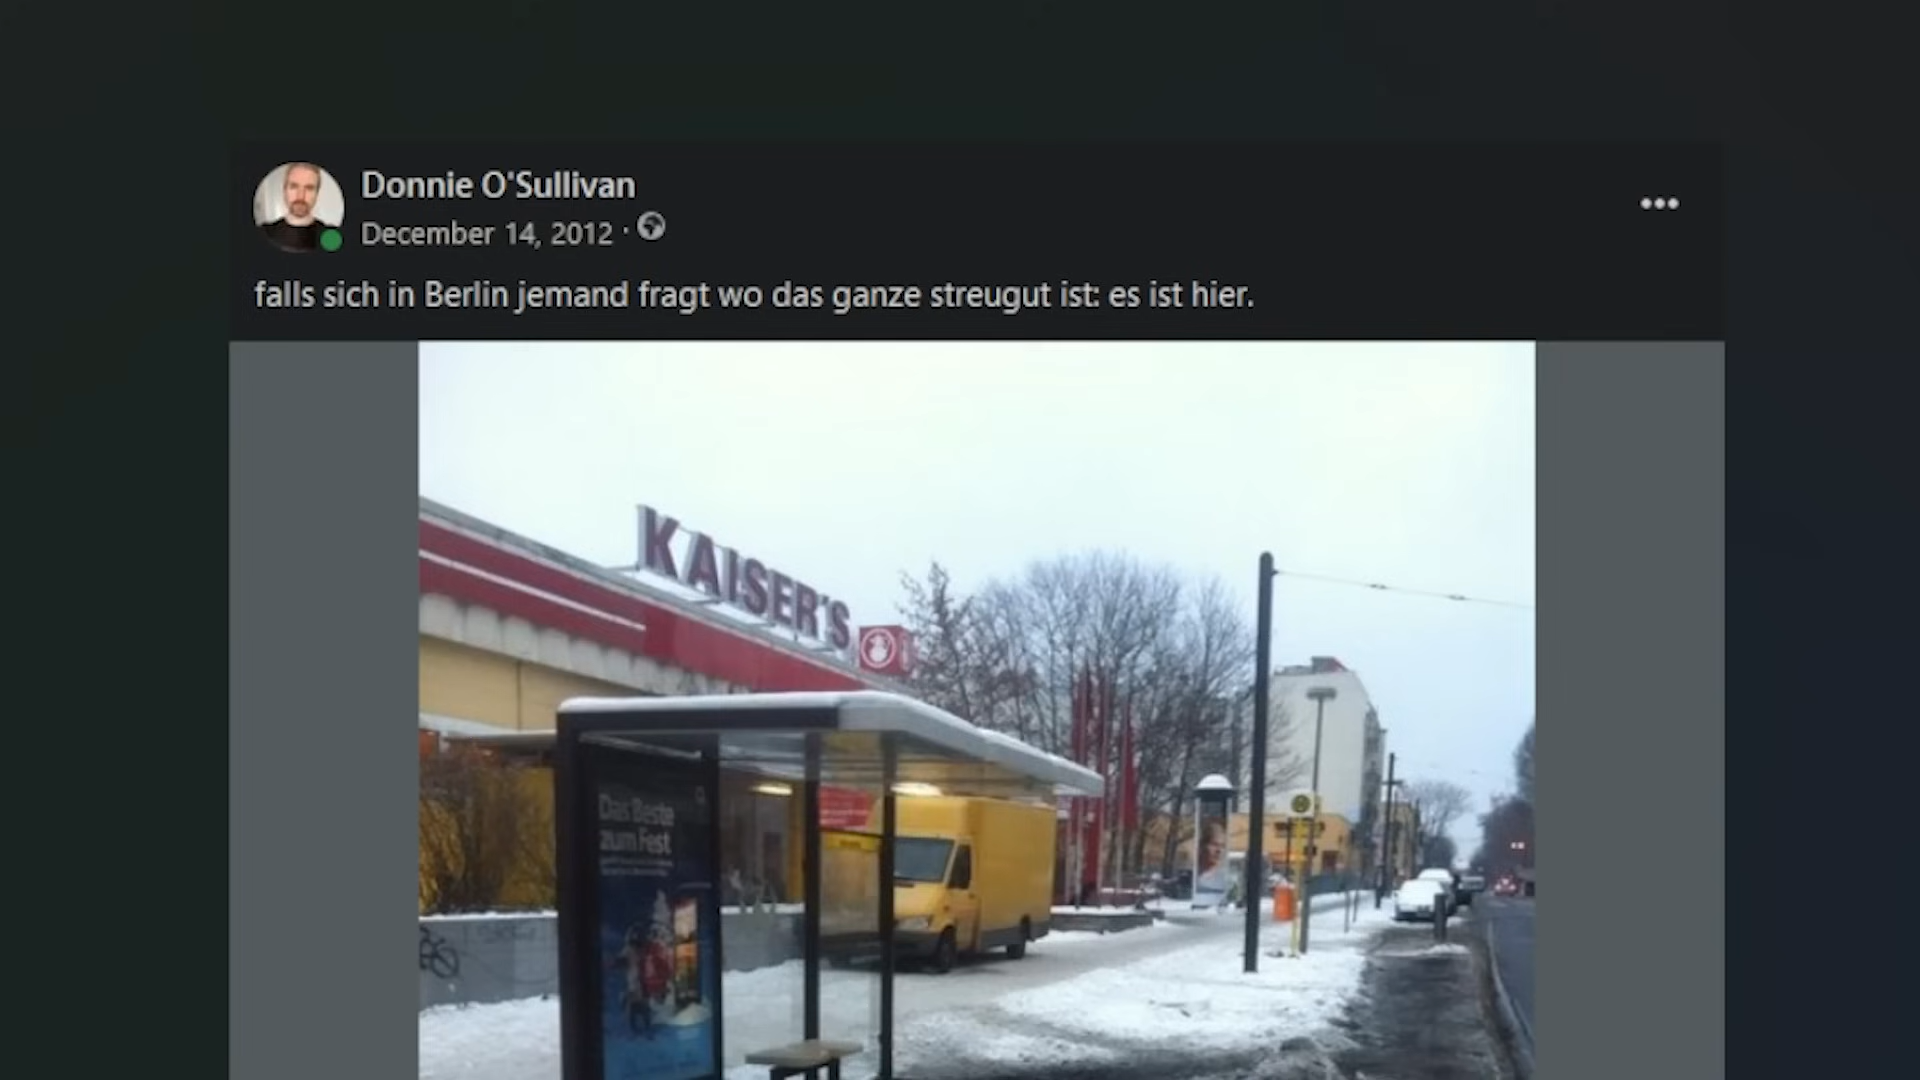 Donnie O'Sullivan
December 14, 2012 ·
falls sich in Berlin jemand fragt wo das ganze streugut ist: es ist hier.
KAISER'S
Das Beste
zum Fest